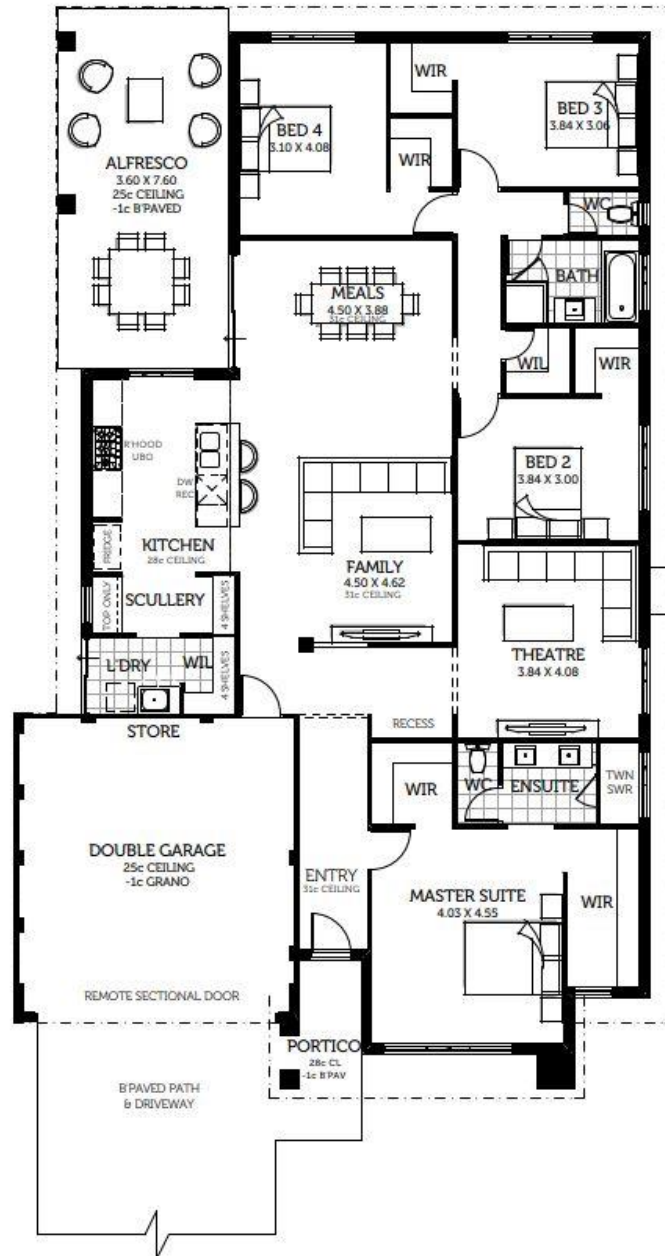 WIR
BED 3
3.84 X 3.06
BED 4
3.10 X 4.08
WIR
ALFRESCO
3.60 X 7.60
25c CEILING
-1c B'PAVED
WC
BATH
MEALS
4.50 X 3.88
31c CEILING
WIL
WIR
R'HOOD
UBO
DW
REC
BED 2
3.84 X 3.00
FRIDGE
KITCHEN
28c CEILING
FAMILY
4.50 X 4.62
31c CEILING
TOP ONLY
SCULLERY
4 SHELVES
THEATRE
3.84 X 4.08
L'DRY
WIL
4 SHELVES
STORE
RECESS
WIR
WC
ENSUITE
TWN
SWR
DOUBLE GARAGE
25c CEILING
-1c GRANO
ENTRY
31c CEILING
MASTER SUITE
4.03 X 4.55
WIR
REMOTE SECTIONAL DOOR
PORTICO
28c CL
-1c B'PAV
B'PAVED PATH
& DRIVEWAY